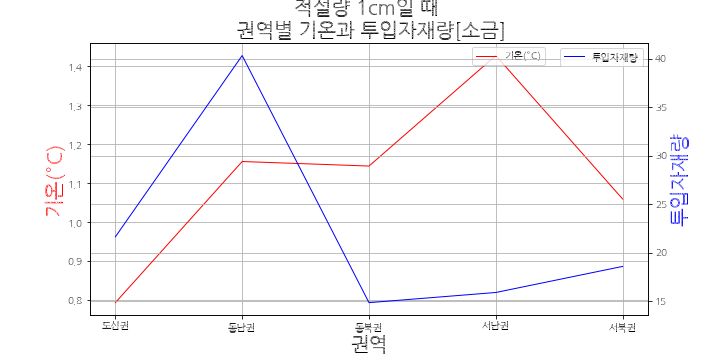 적설량 1cm일 때
권역별 기온과 투입자재량[소금]
기온(°C)
투입자재량
1,4
1,3
1,2
1,1
1,0
0,9
0,8
40
35
30
25
20
15
기온(°C)
투입자재량
도심권
동남권
동북권
서남권
서북권
권역